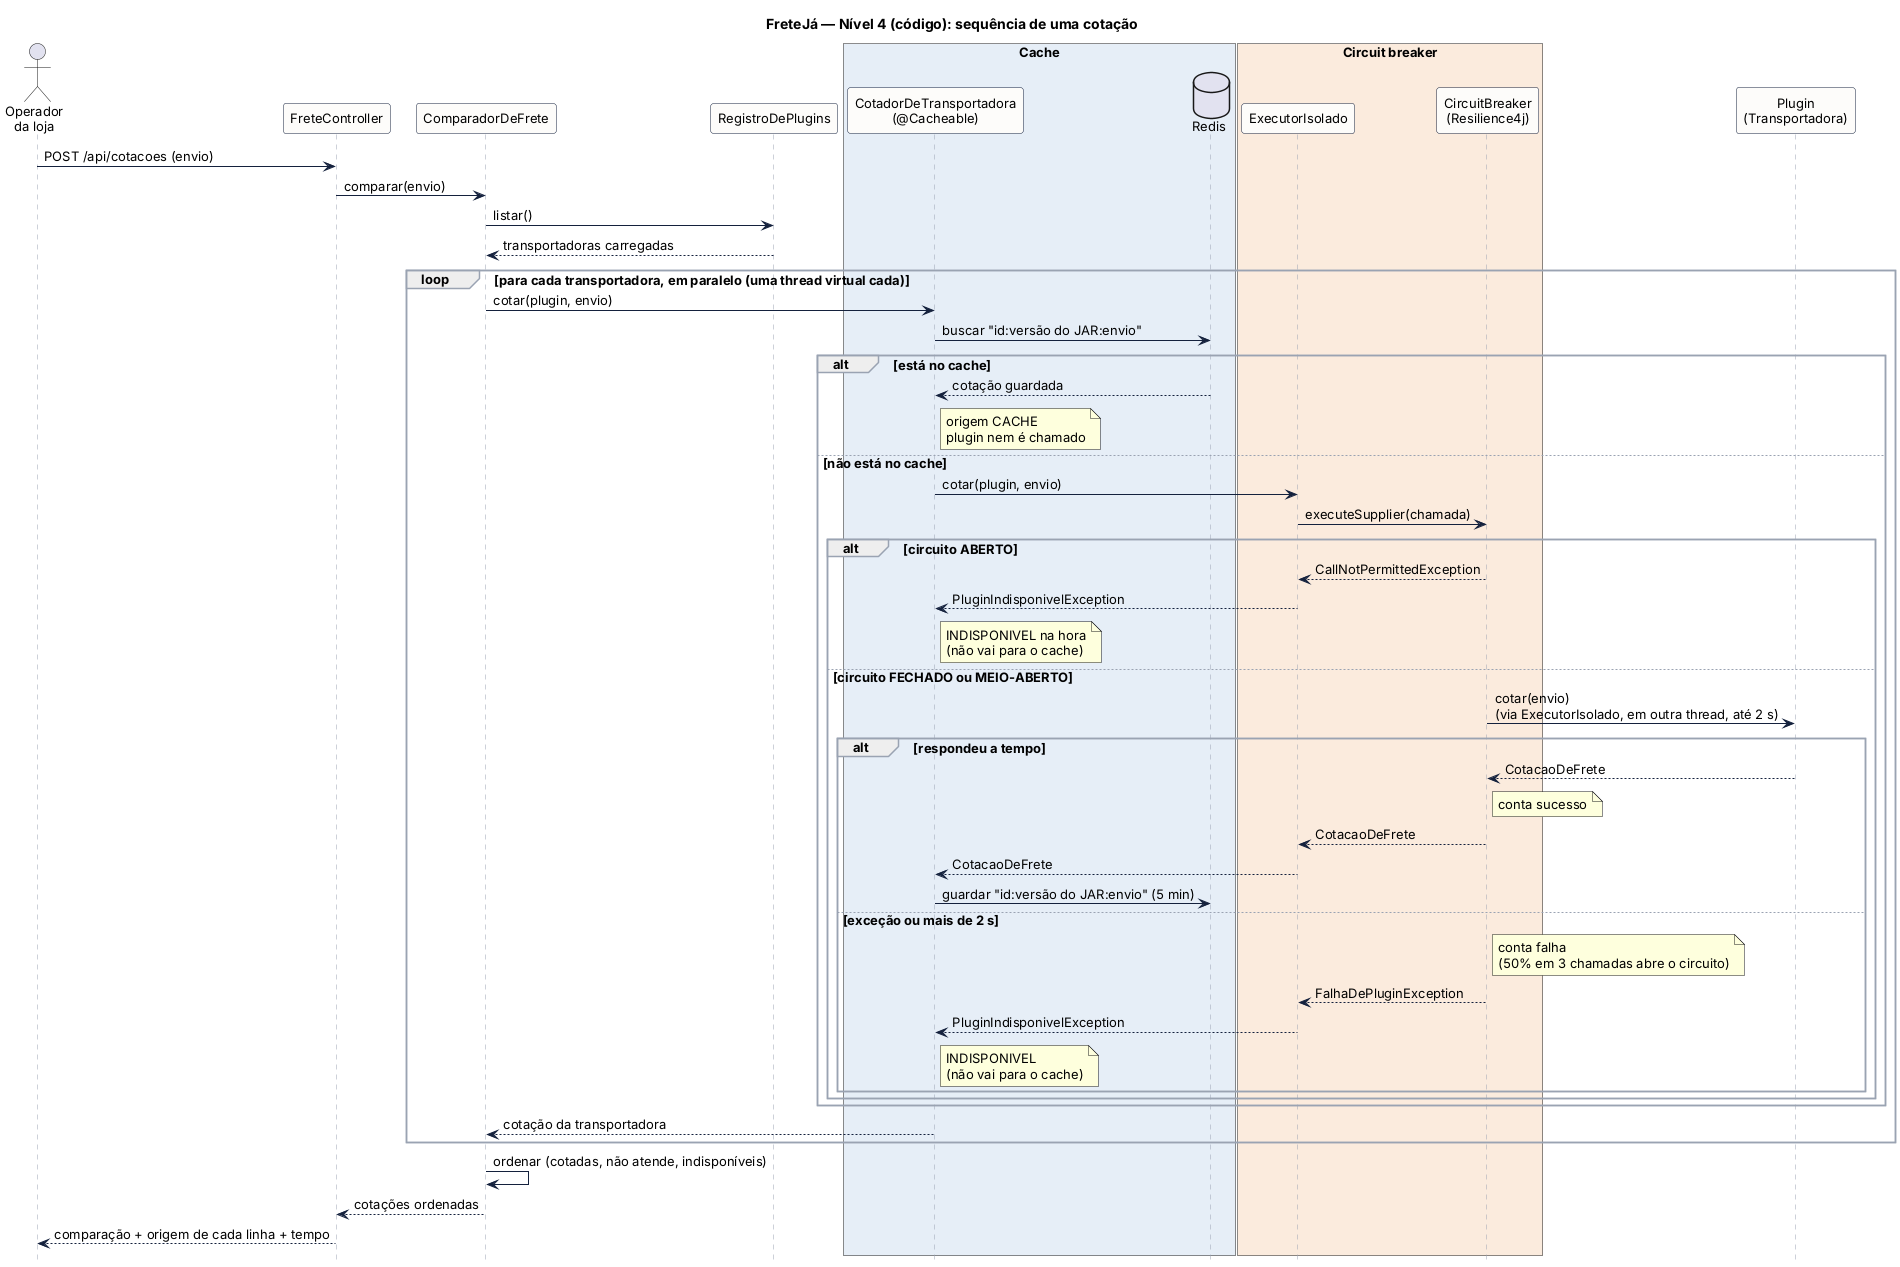 FreteJá — Nível 4 (código): sequência de uma cotação
Cache
Circuit breaker
Operador
da loja
FreteController
ComparadorDeFrete
RegistroDePlugins
CotadorDeTransportadora
(@Cacheable)
Redis
ExecutorIsolado
CircuitBreaker
(Resilience4j)
Plugin
(Transportadora)
POST /api/cotacoes (envio)
comparar(envio)
listar()
transportadoras carregadas
loop
[para cada transportadora, em paralelo (uma thread virtual cada)]
cotar(plugin, envio)
buscar "id:versão do JAR:envio"
alt
[está no cache]
cotação guardada
origem CACHE
plugin nem é chamado
[não está no cache]
cotar(plugin, envio)
executeSupplier(chamada)
alt
[circuito ABERTO]
CallNotPermittedException
PluginIndisponivelException
INDISPONIVEL na hora
(não vai para o cache)
[circuito FECHADO ou MEIO-ABERTO]
cotar(envio)
(via ExecutorIsolado, em outra thread, até 2 s)
alt
[respondeu a tempo]
CotacaoDeFrete
conta sucesso
CotacaoDeFrete
CotacaoDeFrete
guardar "id:versão do JAR:envio" (5 min)
[exceção ou mais de 2 s]
conta falha
(50% em 3 chamadas abre o circuito)
FalhaDePluginException
PluginIndisponivelException
INDISPONIVEL
(não vai para o cache)
cotação da transportadora
ordenar (cotadas, não atende, indisponíveis)
cotações ordenadas
comparação + origem de cada linha + tempo